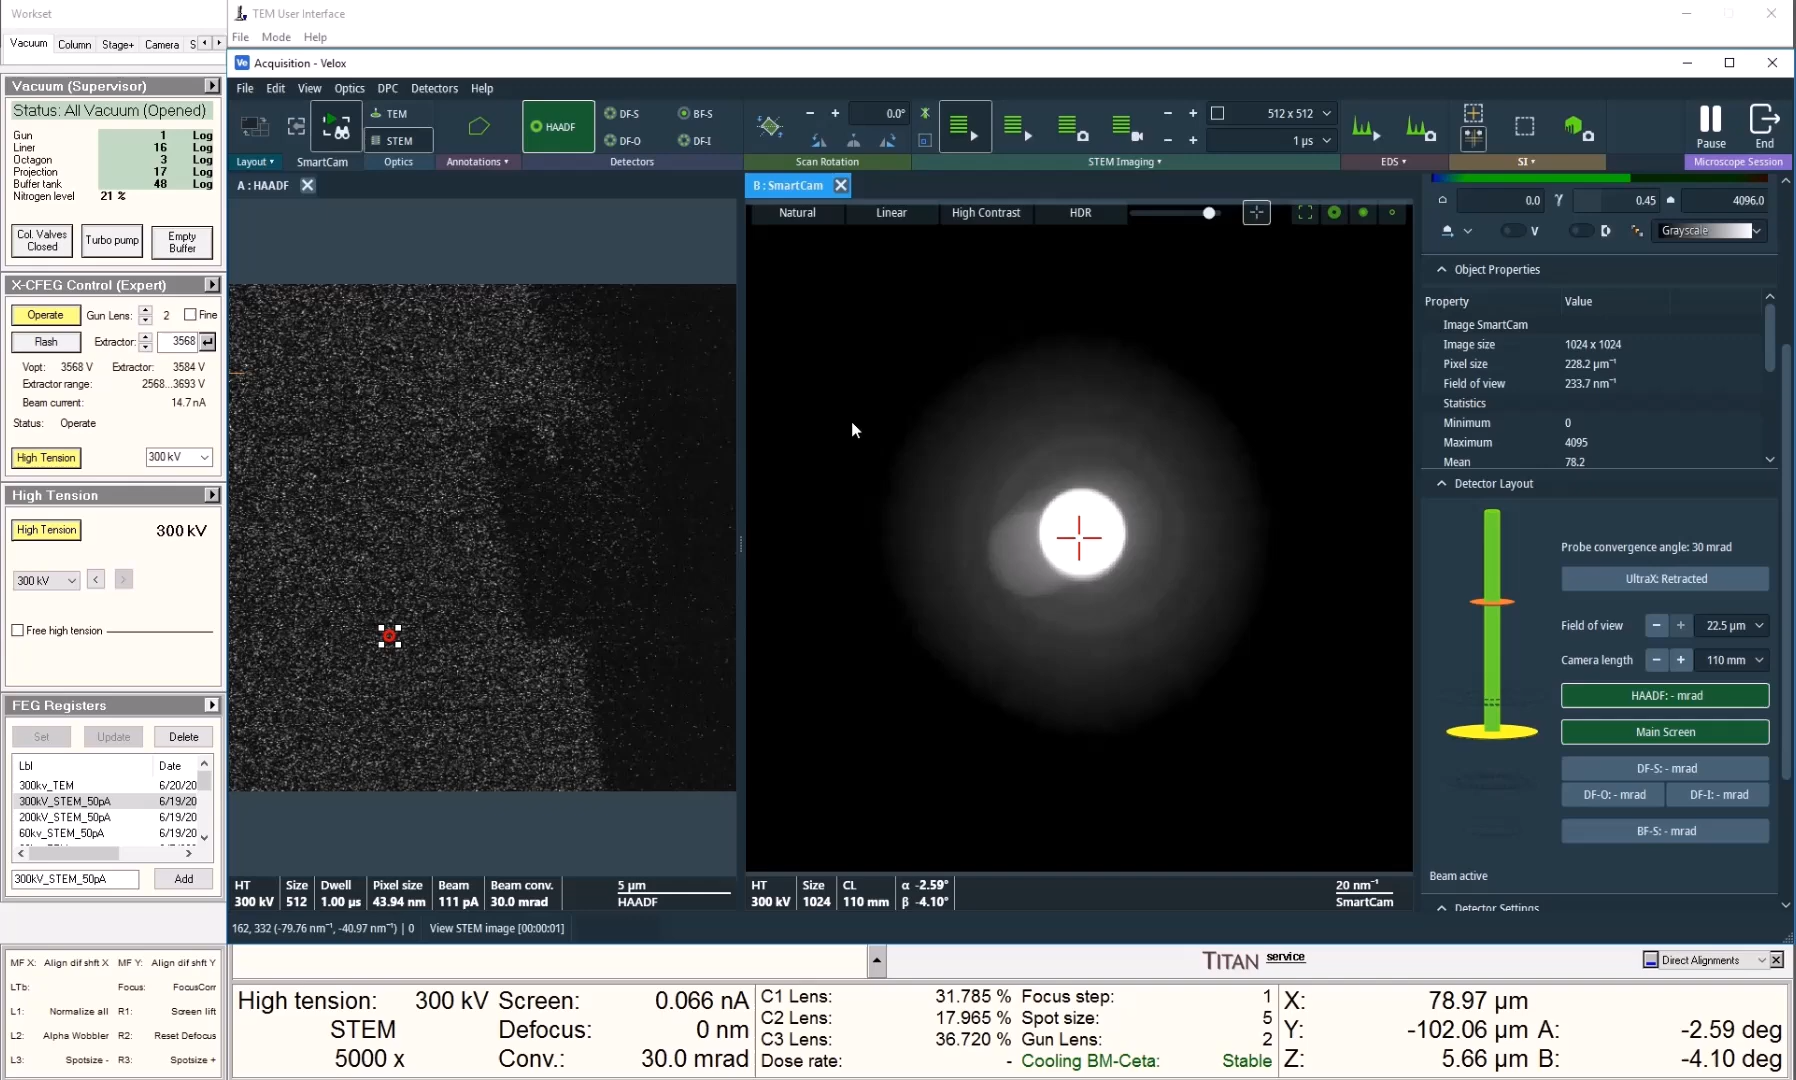 Workset
TEM User Interface
File Mode Help
Vacuum Column Stage+ Camera S
Acquisition - Velox
File Edit View Optics DPC Detectors Help
Vacuum (Supervisor)
Status: All Vacuum (Opened)
Gun 1 Log
Liner 16 Log
Octagon 3 Log
Projection 17 Log
Buffer tank 48 Log
Nitrogen level 21 %
Col. Valves Closed
Turbo pump
Empty Buffer
TEM
STEM
HAADF
DF-S
BF-S
DF-O
DF-I
0.0°
512 x 512
1 µs
Pause
End
Layout SmartCam Optics Annotations Detectors Scan Rotation STEM Imaging EDS SI Microscope Session
A : HAADF
B : SmartCam
Natural Linear High Contrast HDR
0.0 γ 0.45 4096.0
V D Grayscale
X-CFEG Control (Expert)
Operate Gun Lens: 2 Fine
Flash Extractor: 3568
Vopt: 3568 V Extractor: 3584 V
Extractor range: 2568...3693 V
Beam current: 14.7nA
Status: Operate
High Tension 300 kV
High Tension
High Tension 300 kV
300 kV < >
Free high tension
FEG Registers
Set Update Delete
Lbl Date
300kv_TEM 6/20/20
300kV_STEM_50pA 6/19/20
200kV_STEM_50pA 6/19/20
60kv_STEM_50pA 6/19/20
300kV_STEM_50pA Add
Object Properties
Property Value
Image SmartCam
Image size 1024 x 1024
Pixel size 228.2 µm⁻¹
Field of view 233.7 nm⁻¹
Statistics
Minimum 0
Maximum 4095
Mean 78.2
Detector Layout
Probe convergence angle: 30 mrad
UltraX: Retracted
Field of view 22.5 µm
Camera length 110 mm
HAADF: - mrad
Main Screen
DF-S: - mrad
DF-O: - mrad DF-I: - mrad
BF-S: - mrad
Beam active
Detector Settings
HT Size Dwell Pixel size Beam Beam conv. 5 µm
300 kV 512 1.00 µs 43.94 nm 111 pA 30.0 mrad HAADF
HT Size CL α -2.59° 20 nm⁻¹
300 kV 1024 110 mm β -4.10° SmartCam
162, 332 (-79.76 nm⁻¹, -40.97 nm⁻¹) | 0 View STEM image [00:00:01]
MF X: Align dif shft X MF Y: Align dif shft Y
LTb: Focus: FocusCorr
L1: Normalize all R1: Screen lift
L2: Alpha Wobbler R2: Reset Defocus
L3: Spotsize - R3: Spotsize +
TITAN service
Direct Alignments
High tension: 300 kV Screen: 0.066 nA
STEM Defocus: 0 nm
5000 x Conv.: 30.0 mrad
C1 Lens: 31.785 % Focus step: 1
C2 Lens: 17.965 % Spot size: 5
C3 Lens: 36.720 % Gun Lens: 2
Dose rate: - Cooling BM-Ceta: Stable
X: 78.97 µm
Y: -102.06 µm A: -2.59 deg
Z: 5.66 µm B: -4.10 deg